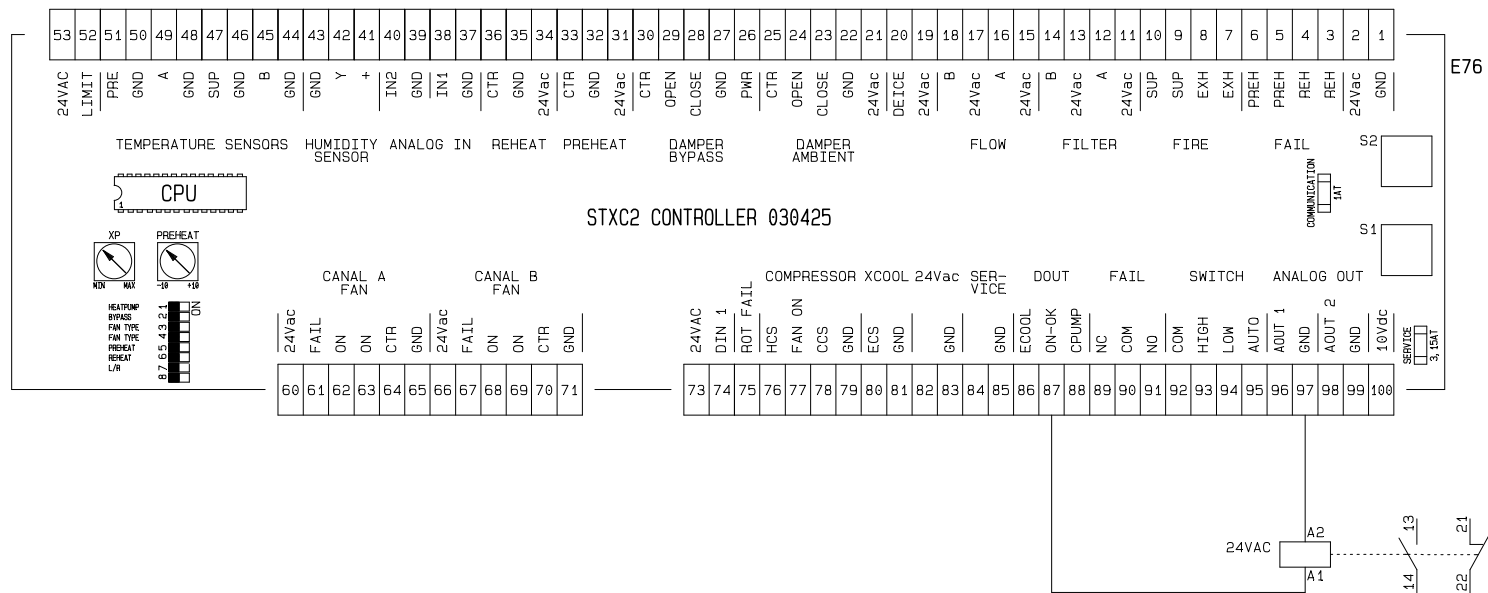 53 52 51 50 49 48 47 46 45 44 43 42 41 40 39 38 37 36 35 34 33 32 31 30 29 28 27 26 25 24 23 22 21 20 19 18 17 16 15 14 13 12 11 10 9 8 7 6 5 4 3 2 1
E76
24VAC LIMIT PRE GND A GND SUP GND B GND GND Y + IN2 GND IN1 GND CTR GND 24Vac CTR GND 24Vac CTR OPEN CLOSE GND PWR CTR OPEN CLOSE GND 24Vac DEICE 24Vac B 24Vac A 24Vac B 24Vac A 24Vac SUP SUP EXH EXH PREH PREH REH REH 24Vac GND
TEMPERATURE SENSORS
HUMIDITY
SENSOR
ANALOG IN
REHEAT
PREHEAT
DAMPER
BYPASS
DAMPER
AMBIENT
FLOW
FILTER
FIRE
FAIL
S2
CPU
1
COMMUNICATION
1AT
STXC2 CONTROLLER 030425
S1
XP
MIN MAX
PREHEAT
-10 +10
HEATPUMP
BYPASS
FAN TYPE
FAN TYPE
PREHEAT
REHEAT
L/R
1
2
3
4
5
6
7
8
ON
CANAL A
FAN
CANAL B
FAN
COMPRESSOR
XCOOL
24Vac
SER-
VICE
DOUT
FAIL
SWITCH
ANALOG OUT
24Vac FAIL ON ON CTR GND 24Vac FAIL ON ON CTR GND
24VAC DIN 1 ROT FAIL HCS FAN ON CCS GND ECS GND GND GND ECOOL ON-OK CPUMP NC COM NO COM HIGH LOW AUTO AOUT 1 GND AOUT 2 GND 10Vdc
SERVICE
3,15AT
60 61 62 63 64 65 66 67 68 69 70 71
73 74 75 76 77 78 79 80 81 82 83 84 85 86 87 88 89 90 91 92 93 94 95 96 97 98 99 100
24VAC
A2
A1
13
14
21
22